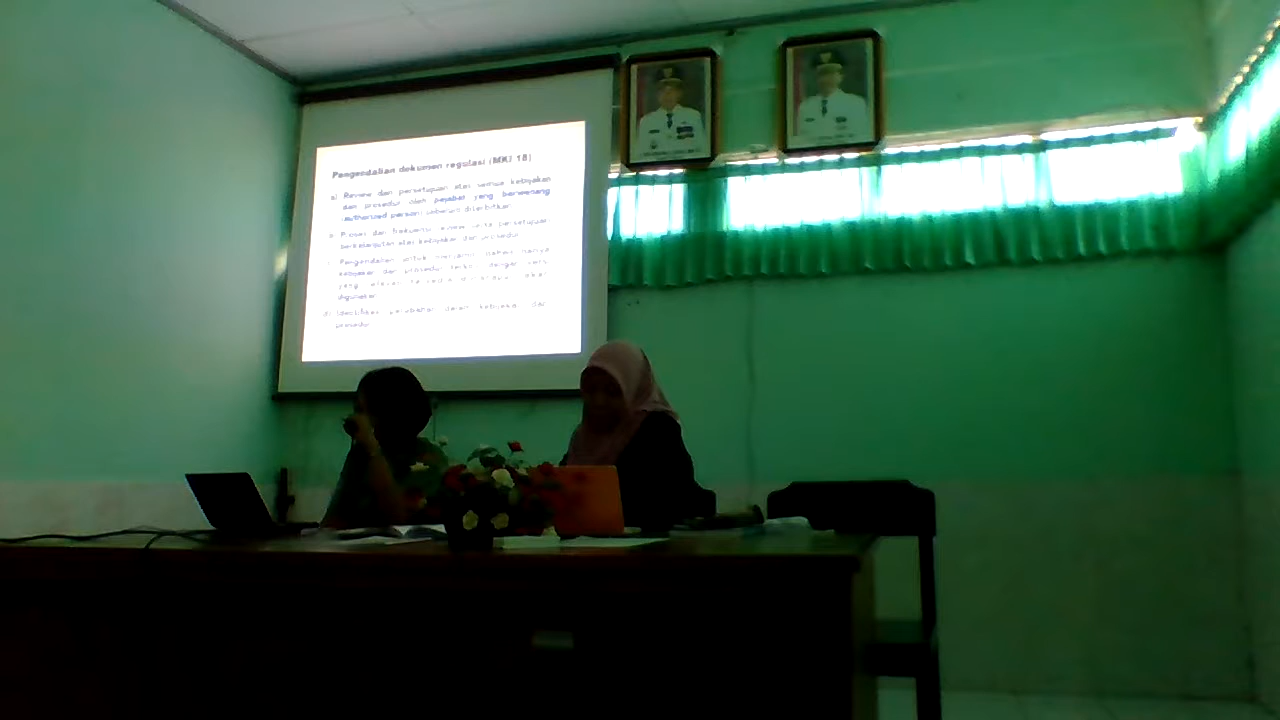 Pengendalian dokumen regulasi (MKI 18)
a) Review dan persetujuan atas semua kebijakan
dan prosedur oleh pejabat yang berwenang
(authorized person) sebelum diterbitkan
Proses dan frekuensi review serta persetujuan
berkelanjutan atas kebijakan dan prosedur
Pengendalian untuk menjamin bahwa hanya
kebijakan dan prosedur terkini dengan versi
yang relevan tersedia akan
digunakan
d) Identifikasi perubahan dalam kebijakan dan
prosedur